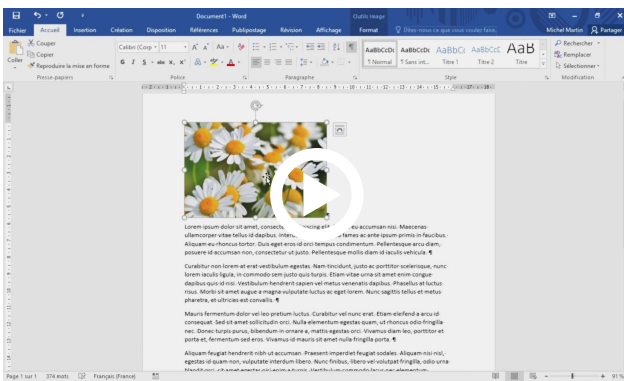 Document1 - Word
Outils Image
Fichier Accueil Insertion Création Disposition Références Publipostage Révision Affichage Format Dites-nous ce que vous voulez faire. Michel Martin Partager
Coller
Couper
Copier
Reproduire la mise en forme
Presse-papiers
Calibri (Corp 11
Police
Paragraphe
AaBbCcDc AaBbCcDc AaBbCc AaBbCcC AaB
¶ Normal ¶ Sans int... Titre 1 Titre 2 Titre
Style
Rechercher
Remplacer
Sélectionner
Modification
Lorem ipsum dolor sit amet, eu accumsan nisi. Maecenas
ullamcorper vitae tellus id dapibus. fames ac ante ipsum primis in faucibus.
Aliquam eu rhoncus tortor. Duis eget eros id orci tempus condimentum. Pellentesque arcu diam,
posuere id accumsan non, consectetur ut justo. Pellentesque mollis diam id iaculis vehicula. ¶
Curabitur non lorem at erat vestibulum egestas. Nam tincidunt, justo ac porttitor scelerisque, nunc
lorem iaculis ligula, in commodo sem justo quis turpis. Etiam vitae urna sit amet enim congue
dapibus quis id nisi. Vestibulum hendrerit sapien vel metus venenatis dapibus. Phasellus at luctus
risus. Morbi sit amet augue a magna vulputate luctus ac eget lorem. Nunc sagittis tellus et metus
pharetra, et ultricies est convallis. ¶
Mauris fermentum dolor vel leo pretium luctus. Curabitur vel nunc erat. Etiam eleifend a arcu id
consequat. Sed sit amet sollicitudin orci. Nulla elementum egestas quam, ut rhoncus odio fringilla
nec. Donec turpis purus, bibendum in ornare a, mattis egestas orci. Vivamus diam leo, porttitor et
porta et, fermentum sed eros. Vivamus id mauris sit amet nulla fringilla porta. ¶
Aliquam feugiat hendrerit nibh ut accumsan. Praesent imperdiet feugiat sodales. Aliquam nisi nisl,
egestas id quam non, vulputate interdum libero. Nunc finibus, libero vel volutpat fringilla, odio urna
Page 1 sur 1 374 mots Français (France) 91 %